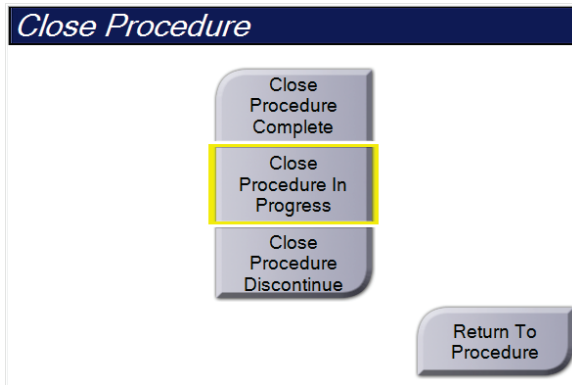 Close Procedure
Close
Procedure
Complete
Close
Procedure In
Progress
Close
Procedure
Discontinue
Return To
Procedure